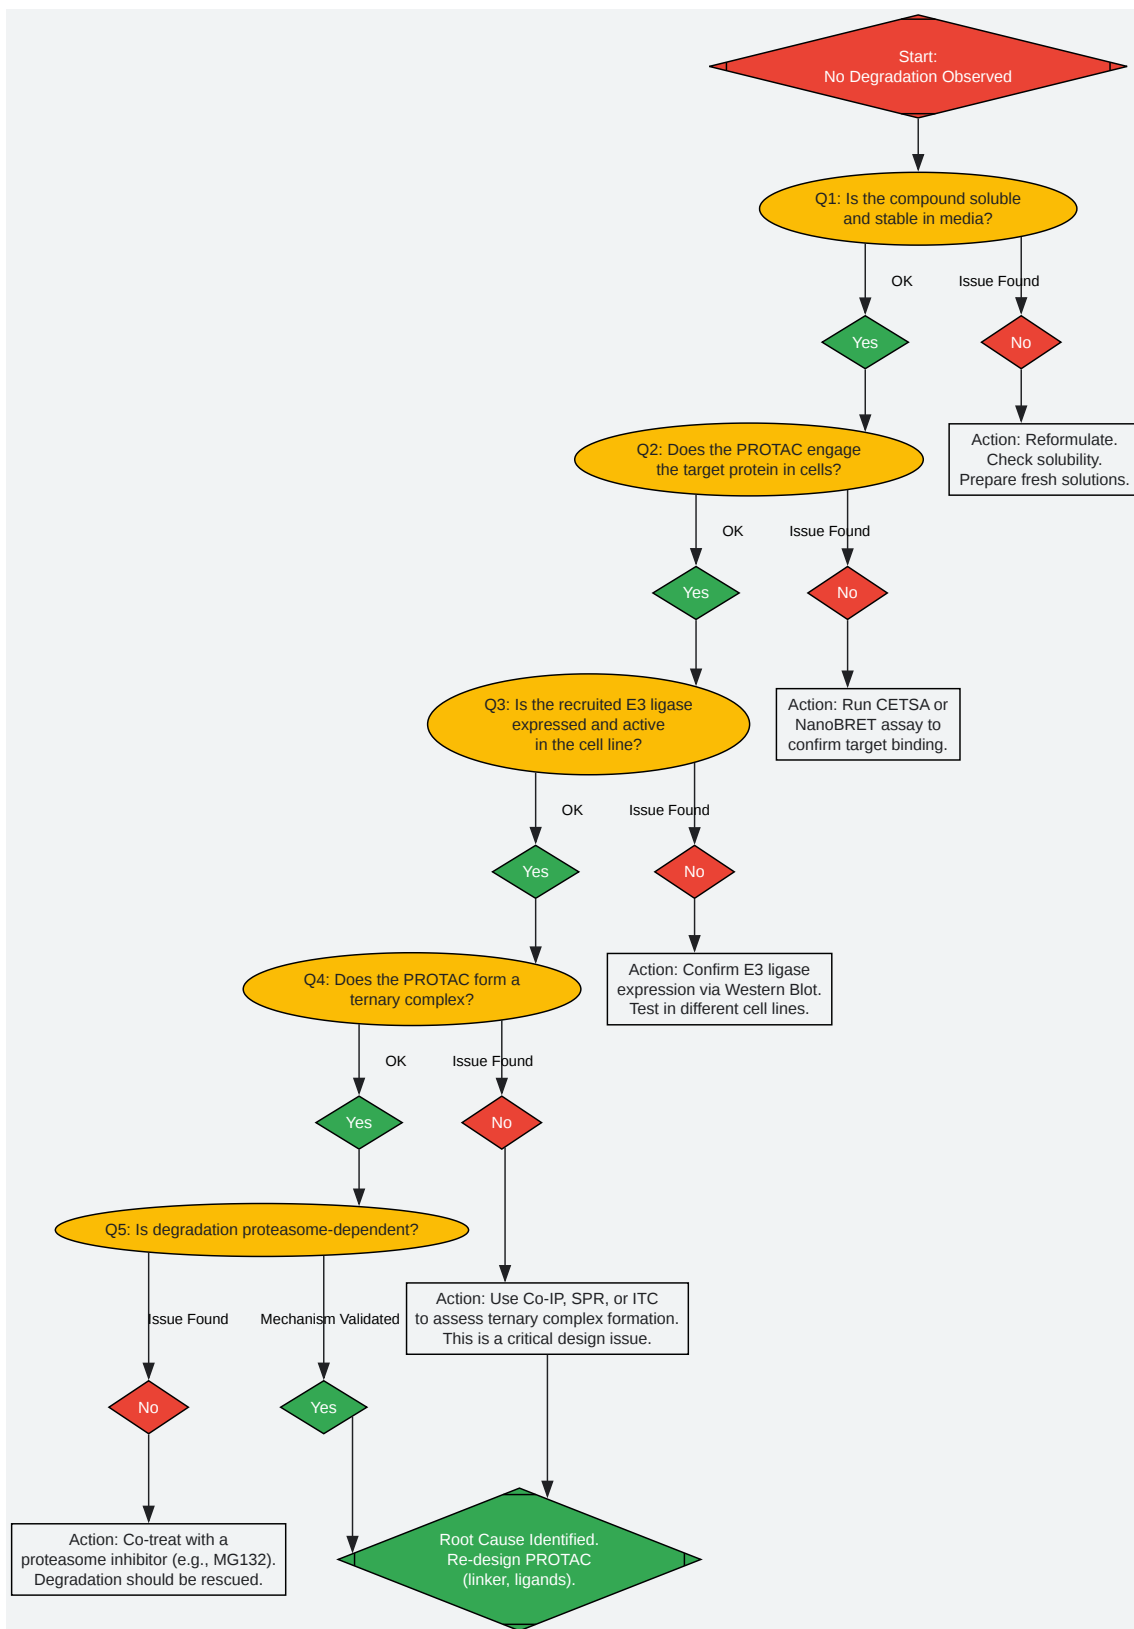 Start:
No Degradation Observed
Q1: Is the compound soluble
and stable in media?
OK
Issue Found
Yes
No
Action: Reformulate.
Check solubility.
Prepare fresh solutions.
Q2: Does the PROTAC engage
the target protein in cells?
OK
Issue Found
Yes
No
Action: Run CETSA or
NanoBRET assay to
confirm target binding.
Q3: Is the recruited E3 ligase
expressed and active
in the cell line?
OK
Issue Found
Yes
No
Action: Confirm E3 ligase
expression via Western Blot.
Test in different cell lines.
Q4: Does the PROTAC form a
ternary complex?
OK
Issue Found
Yes
No
Q5: Is degradation proteasome-dependent?
Action: Use Co-IP, SPR, or ITC
to assess ternary complex formation.
This is a critical design issue.
Issue Found
Mechanism Validated
No
Yes
Action: Co-treat with a
proteasome inhibitor (e.g., MG132).
Degradation should be rescued.
Root Cause Identified.
Re-design PROTAC
(linker, ligands).